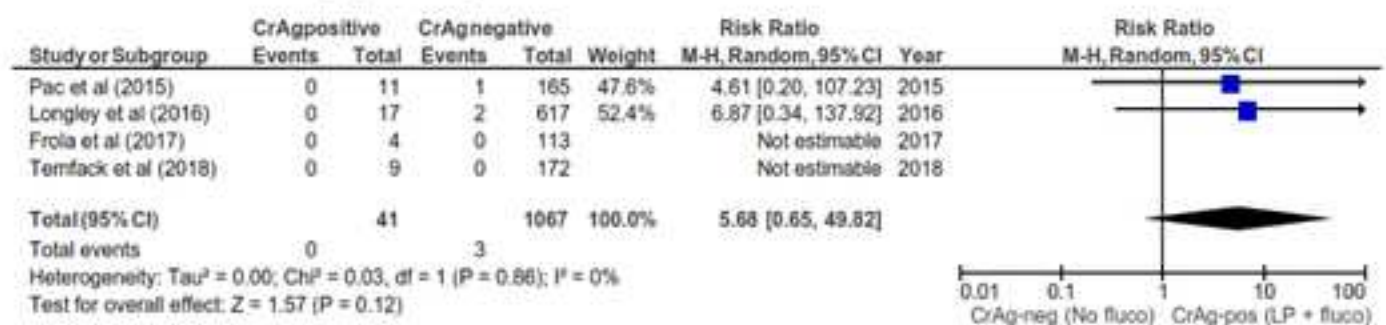 CrAgpositive CrAgnegative Risk Ratio Risk Ratio
Study or Subgroup Events Total Events Total Weight M-H, Random, 95% CI Year M-H, Random, 95% CI
Pac et al (2015) 0 11 1 165 47.6% 4.61 [0.20, 107.23] 2015
Longley et al (2016) 0 17 2 617 52.4% 6.87 [0.34, 137.92] 2016
Frola et al (2017) 0 4 0 113 Not estimable 2017
Temfack et al (2018) 0 9 0 172 Not estimable 2018
Total (95% CI) 41 1067 100.0% 5.68 [0.65, 49.82]
Total events 0 3
Heterogeneity: Tau² = 0.00; Chi² = 0.03, df = 1 (P = 0.86); I² = 0%
Test for overall effect: Z = 1.57 (P = 0.12)
0.01 0.1 1 10 100
CrAg-neg (No fluco) CrAg-pos (LP + fluco)